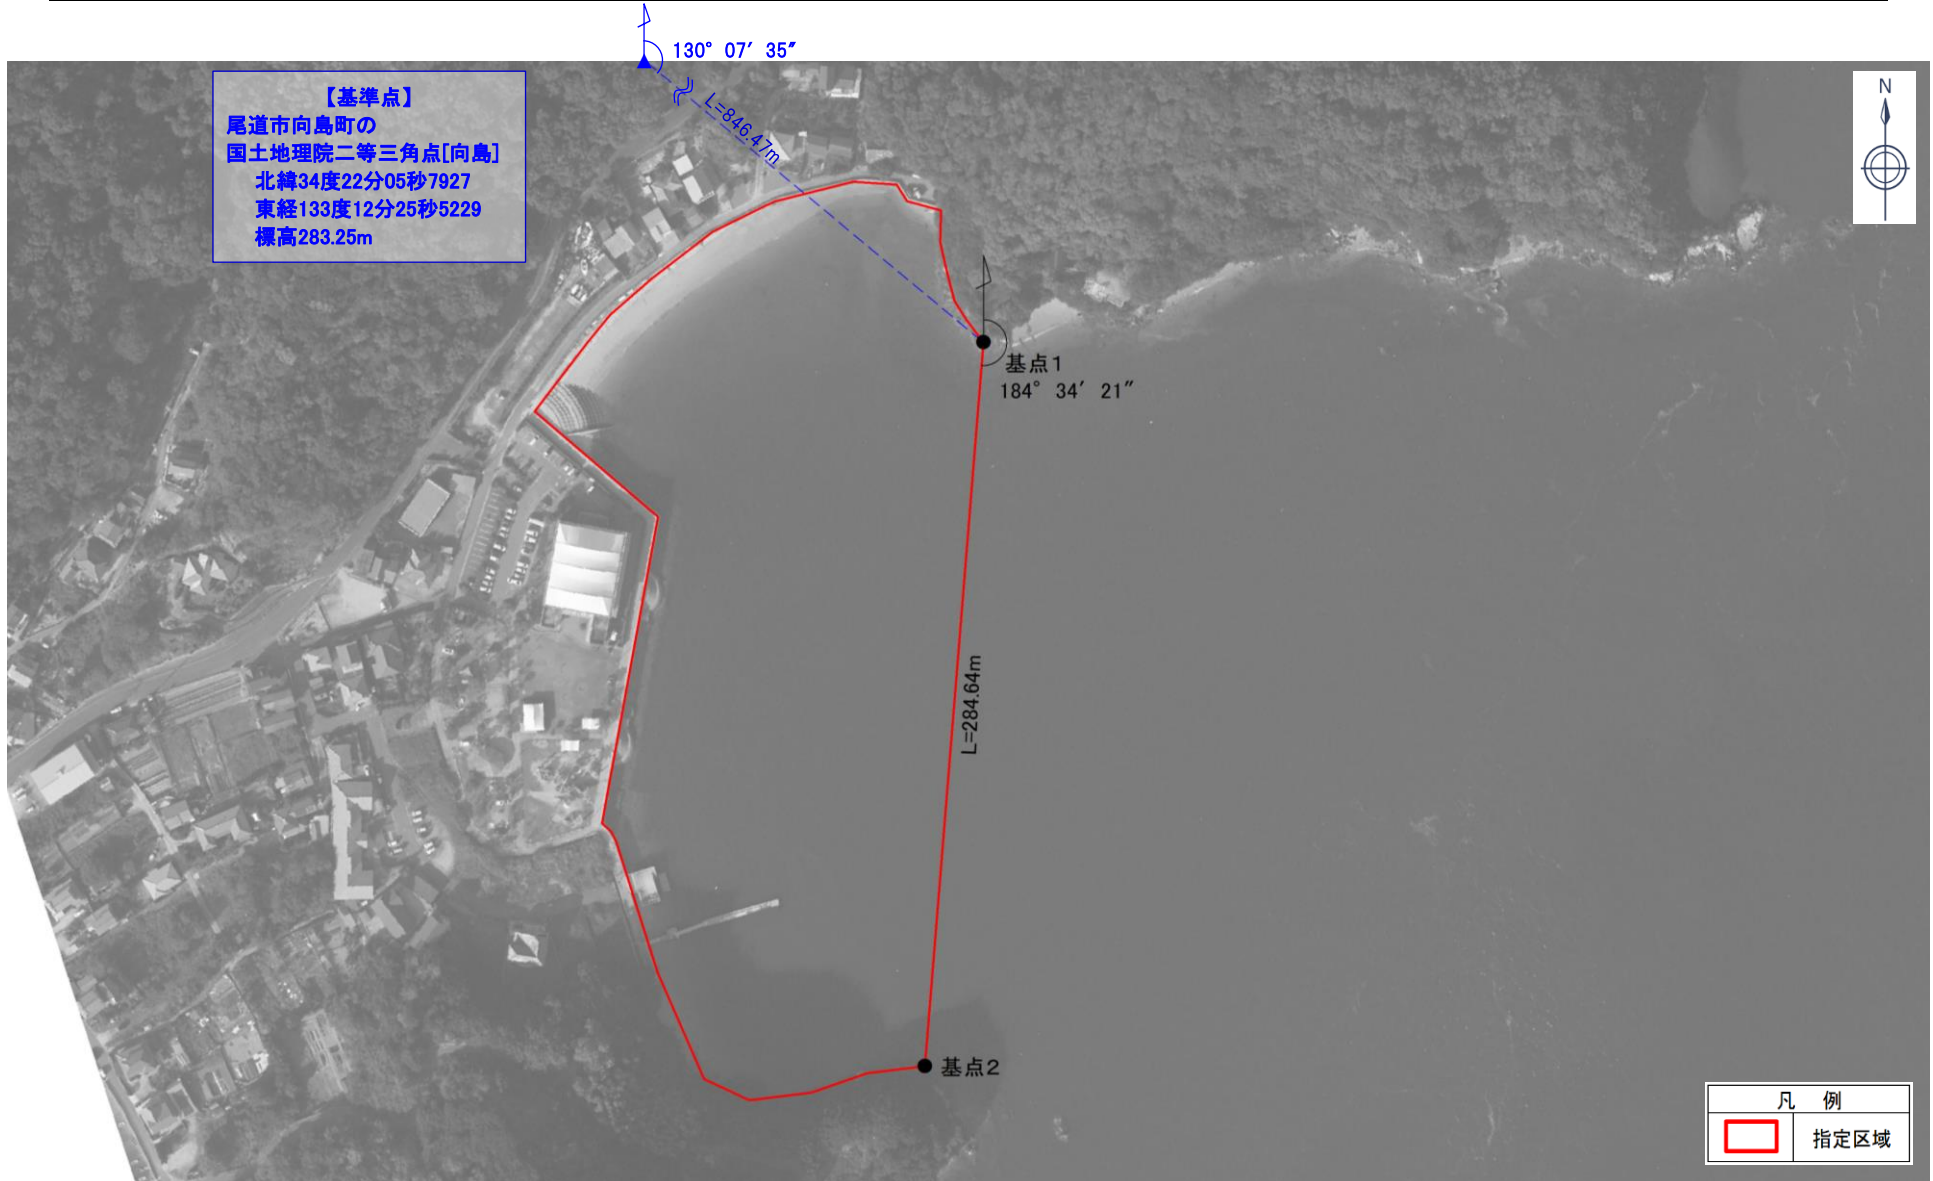 130° 07′ 35″
【基準点】
尾道市向島町の
国土地理院二等三角点[向島]
北緯34度22分05秒7927
東経133度12分25秒5229
標高283.25m
L=846.47m
N
基点1
184° 34′ 21″
L=284.64m
基点2
凡 例
指定区域